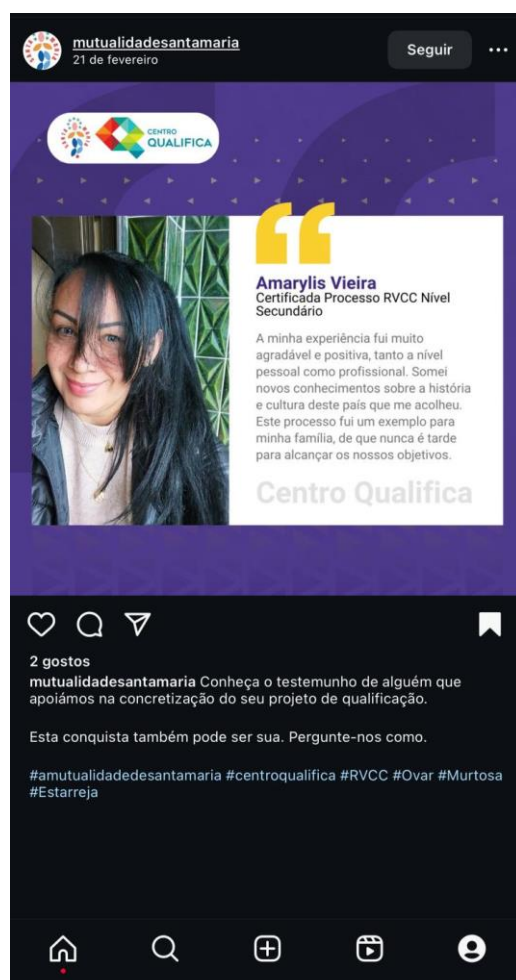 mutualidadesantamaria
21 de fevereiro
Seguir
CENTRO
QUALIFICA
Amarylis Vieira
Certificada Processo RVCC Nível
Secundário
A minha experiência fui muito
agradável e positiva, tanto a nível
pessoal como profissional. Somei
novos conhecimentos sobre a história
e cultura deste país que me acolheu.
Este processo fui um exemplo para
minha família, de que nunca é tarde
para alcançar os nossos objetivos.
Centro Qualifica
2 gostos
mutualidadesantamaria Conheça o testemunho de alguém que
apoiámos na concretização do seu projeto de qualificação.
Esta conquista também pode ser sua. Pergunte-nos como.
#amutualidadedesantamaria #centroqualifica #RVCC #Ovar #Murtosa
#Estarreja